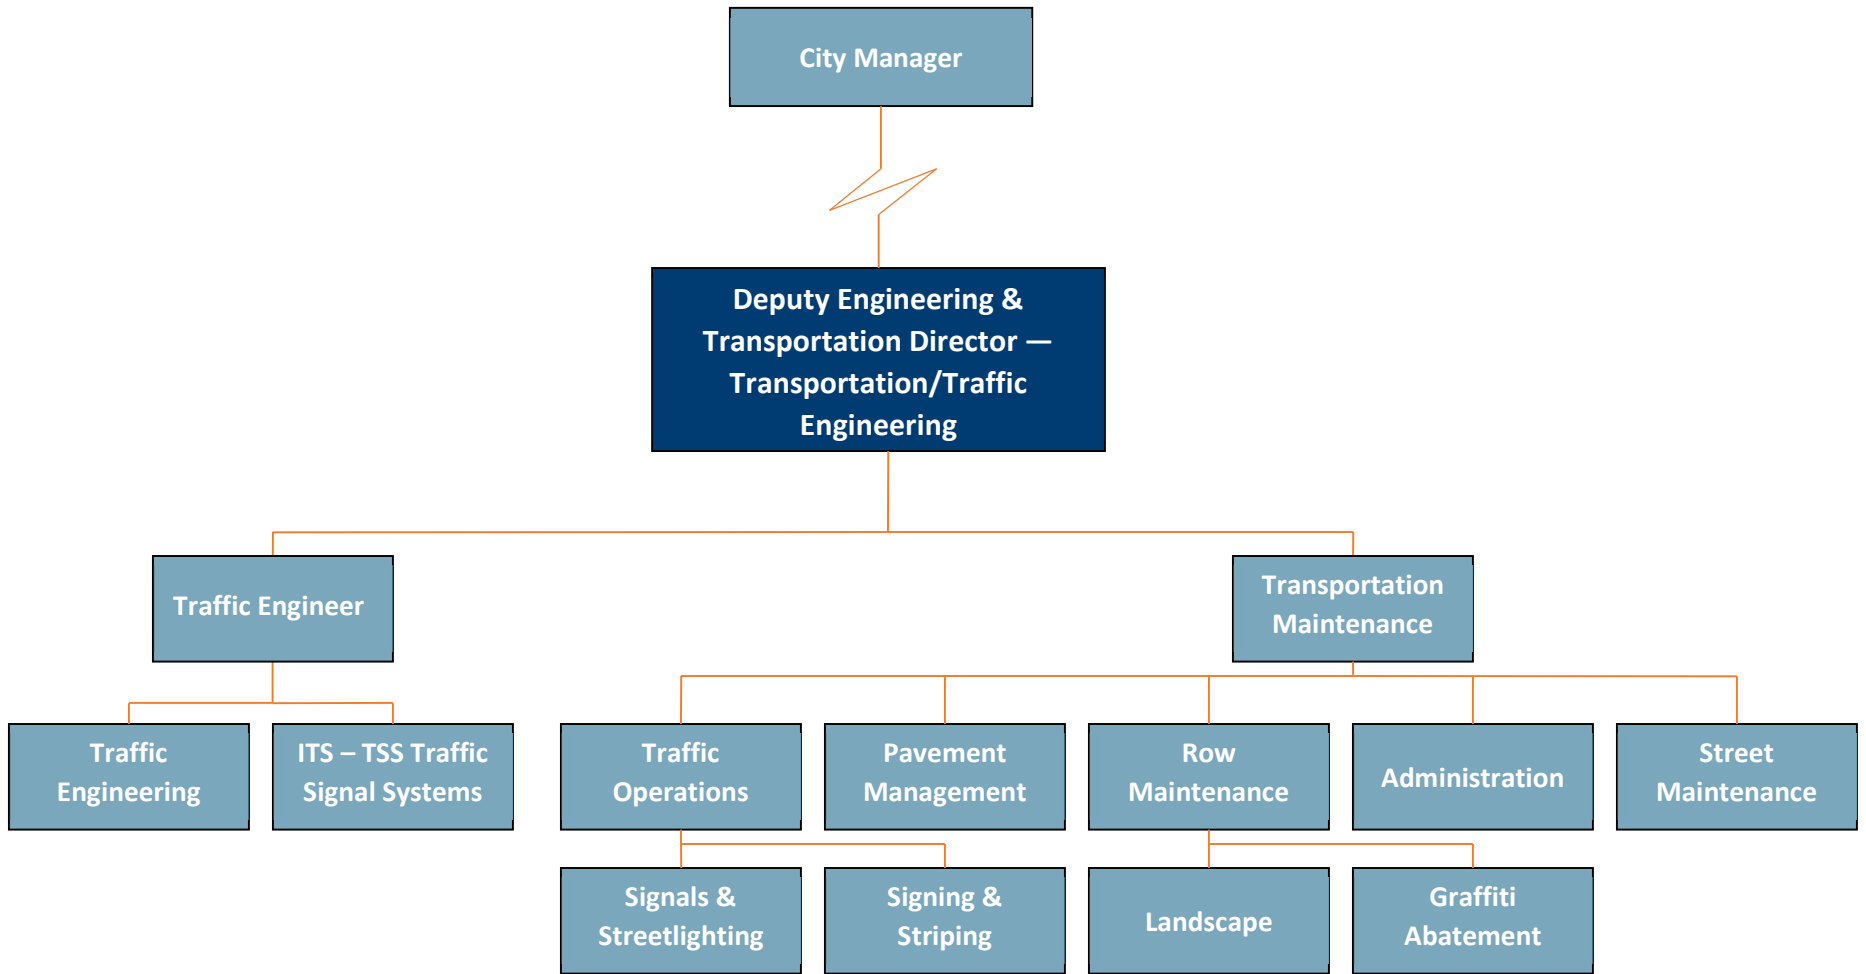 City Manager
Deputy Engineering &
Transportation Director —
Transportation/Traffic
Engineering
Traffic Engineer
Transportation
Maintenance
Traffic
Engineering
ITS – TSS Traffic
Signal Systems
Traffic
Operations
Pavement
Management
Row
Maintenance
Administration
Street
Maintenance
Signals &
Streetlighting
Signing &
Striping
Landscape
Graffiti
Abatement